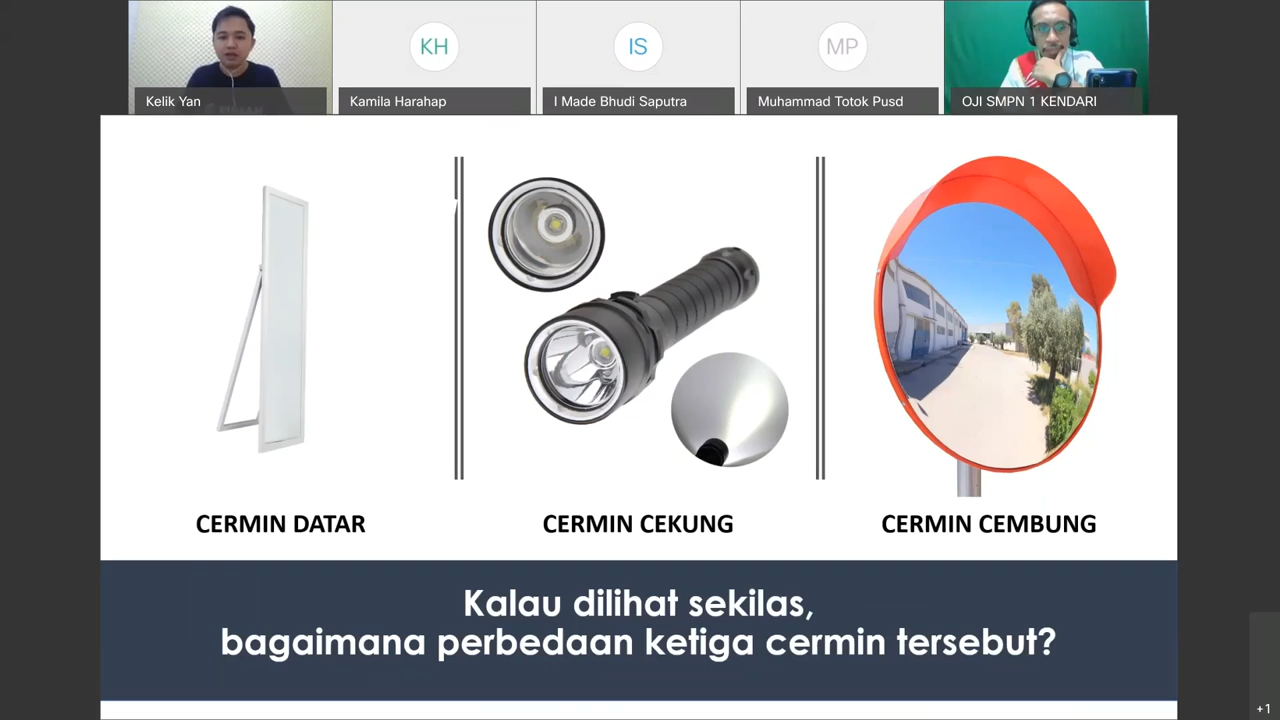 KH
IS
MP
Kelik Yan
Kamila Harahap
I Made Bhudi Saputra
Muhammad Totok Pusd
OJI SMPN 1 KENDARI
CERMIN DATAR
CERMIN CEKUNG
CERMIN CEMBUNG
Kalau dilihat sekilas,
bagaimana perbedaan ketiga cermin tersebut?
+1